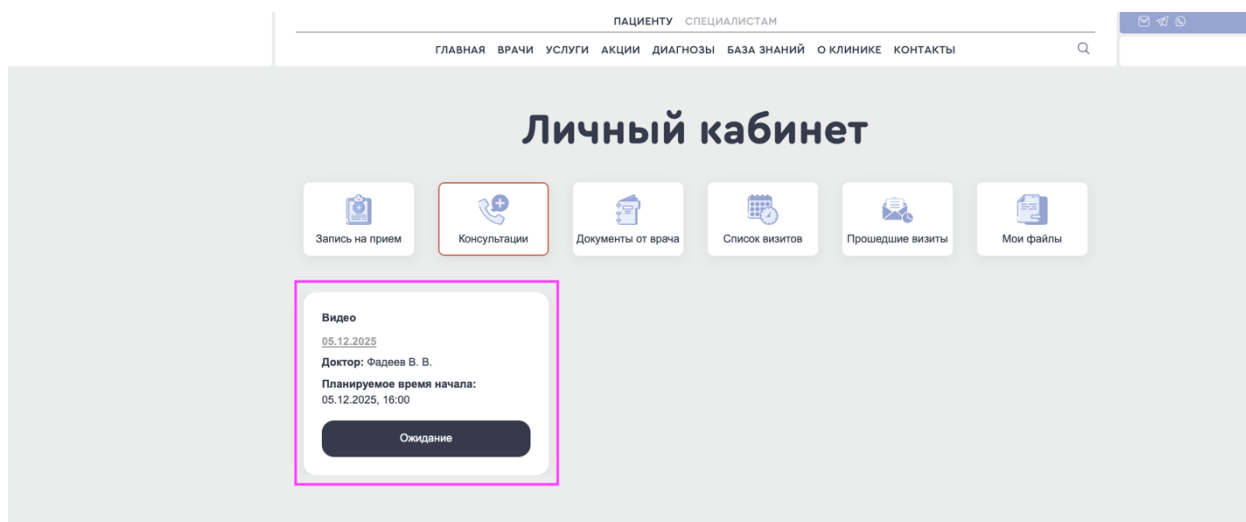 ПАЦИЕНТУ СПЕЦИАЛИСТАМ
ГЛАВНАЯ ВРАЧИ УСЛУГИ АКЦИИ ДИАГНОЗЫ БАЗА ЗНАНИЙ О КЛИНИКЕ КОНТАКТЫ
Личный кабинет
Запись на прием
Консультации
Документы от врача
Список визитов
Прошедшие визиты
Мои файлы
Видео
05.12.2025
Доктор: Фадеев В. В.
Планируемое время начала:
05.12.2025, 16:00
Ожидание